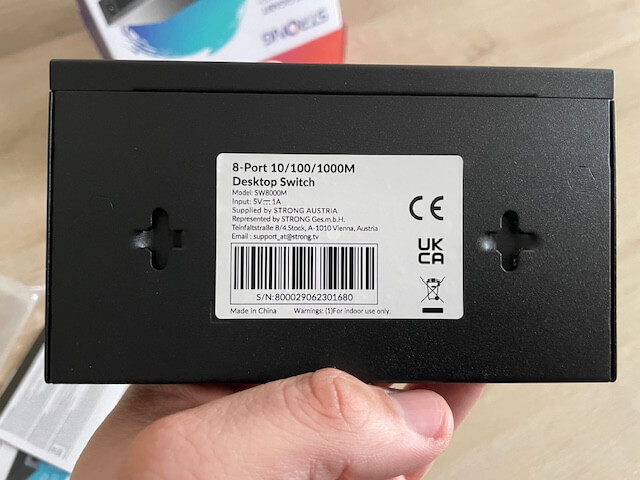 STRONG
8-Port 10/100/1000M
Desktop Switch
Model: SW8000M
Input: 5V⎓1A
Supplied by STRONG AUSTRIA
Represented by STRONG Ges.m.b.H.
Teinfaltstraße 8/4.Stock, A-1010 Vienna, Austria
Email : support_at@strong.tv
CE
UK
CA
S/N:800029062301680
Made in China Warnings: (1)For indoor use only.